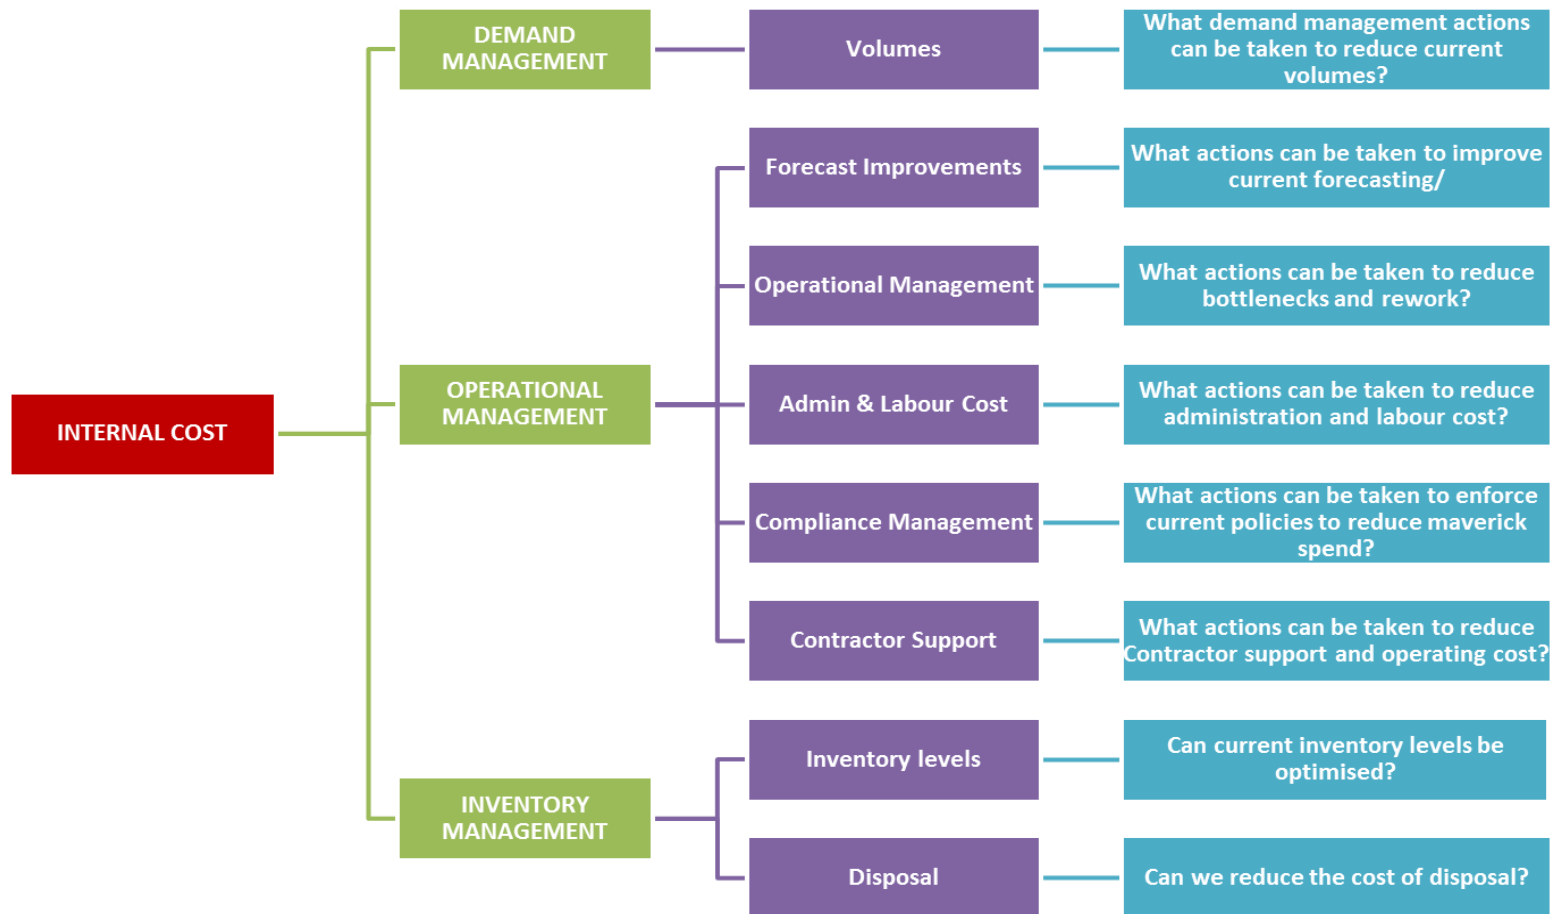 DEMAND
MANAGEMENT
Volumes
What demand management actions
can be taken to reduce current
volumes?
Forecast Improvements
What actions can be taken to improve
current forecasting/
Operational Management
What actions can be taken to reduce
bottlenecks and rework?
INTERNAL COST
OPERATIONAL
MANAGEMENT
Admin & Labour Cost
What actions can be taken to reduce
administration and labour cost?
Compliance Management
What actions can be taken to enforce
current policies to reduce maverick
spend?
Contractor Support
What actions can be taken to reduce
Contractor support and operating cost?
INVENTORY
MANAGEMENT
Inventory levels
Can current inventory levels be
optimised?
Disposal
Can we reduce the cost of disposal?